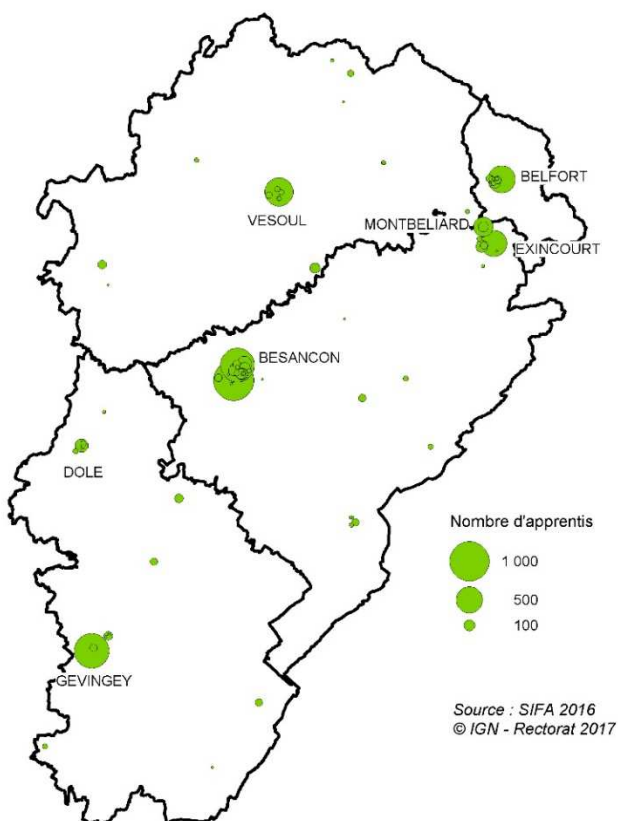 BELFORT
VESOUL
MONTBELIARD
EXINCOURT
BESANCON
DOLE
Nombre d'apprentis
1 000
500
100
GEVINGEY
Source : SIFA 2016
© IGN - Rectorat 2017